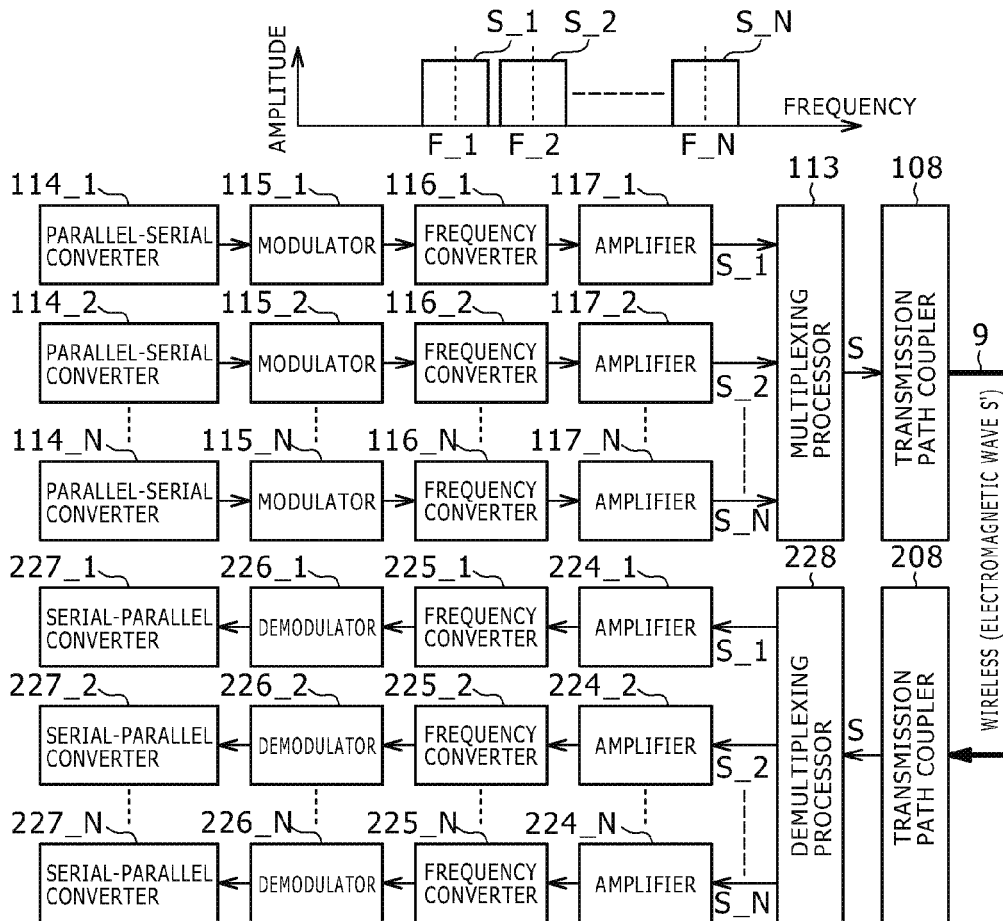 S_1
S_2
S_N
AMPLITUDE
FREQUENCY
F_1
F_2
F_N
114_1
115_1
116_1
117_1
113
108
PARALLEL-SERIAL
CONVERTER
MODULATOR
FREQUENCY
CONVERTER
AMPLIFIER
S_1
114_2
115_2
116_2
117_2
PARALLEL-SERIAL
CONVERTER
MODULATOR
FREQUENCY
CONVERTER
AMPLIFIER
S_2
MULTIPLEXING
PROCESSOR
S
TRANSMISSION
PATH COUPLER
9
114_N
115_N
116_N
117_N
PARALLEL-SERIAL
CONVERTER
MODULATOR
FREQUENCY
CONVERTER
AMPLIFIER
S_N
WIRELESS (ELECTROMAGNETIC WAVE S')
227_1
226_1
225_1
224_1
228
208
SERIAL-PARALLEL
CONVERTER
DEMODULATOR
FREQUENCY
CONVERTER
AMPLIFIER
S_1
227_2
226_2
225_2
224_2
SERIAL-PARALLEL
CONVERTER
DEMODULATOR
FREQUENCY
CONVERTER
AMPLIFIER
S_2
DEMULTIPLEXING
PROCESSOR
S
TRANSMISSION
PATH COUPLER
227_N
226_N
225_N
224_N
SERIAL-PARALLEL
CONVERTER
DEMODULATOR
FREQUENCY
CONVERTER
AMPLIFIER
S_N